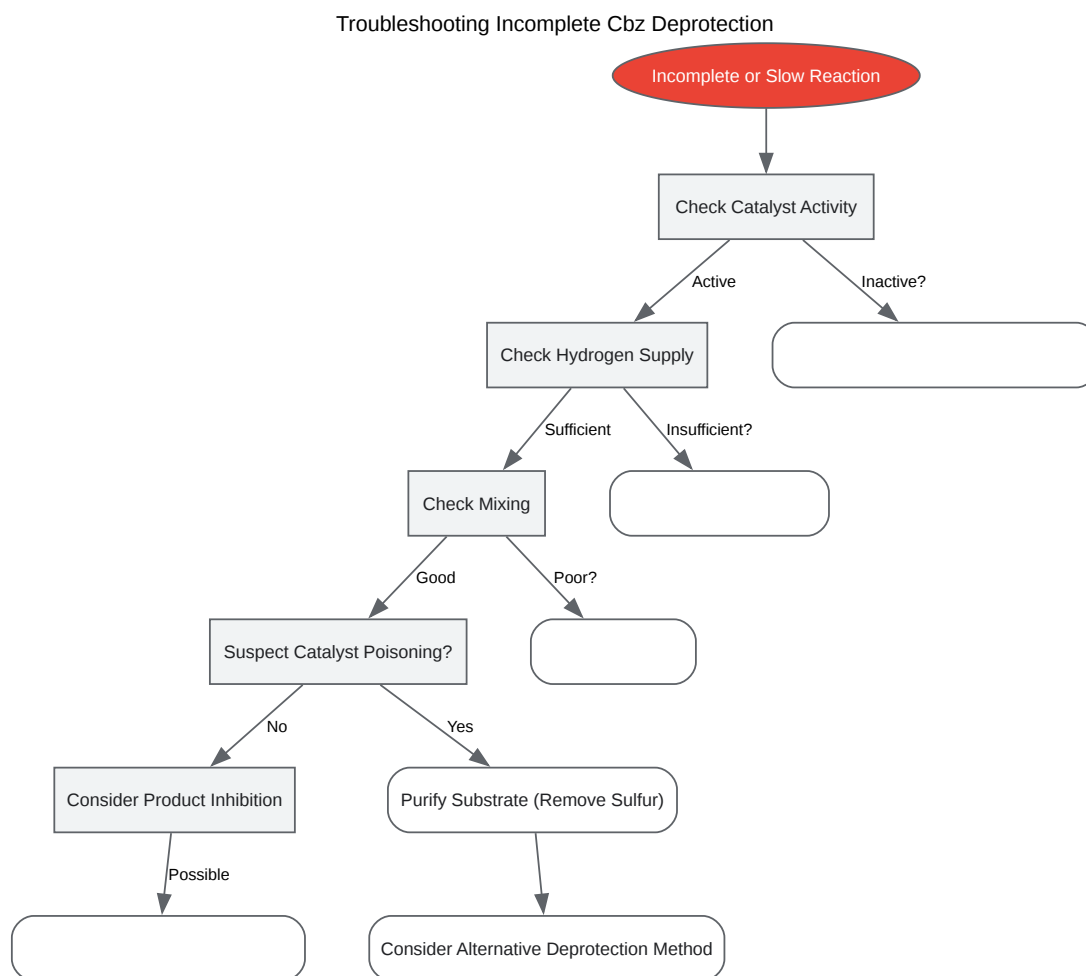 Troubleshooting Incomplete Cbz Deprotection
Incomplete or Slow Reaction
Check Catalyst Activity
Active
Inactive?
Check Hydrogen Supply
Sufficient
Insufficient?
Check Mixing
Good
Poor?
Suspect Catalyst Poisoning?
No
Yes
Consider Product Inhibition
Purify Substrate (Remove Sulfur)
Possible
Consider Alternative Deprotection Method